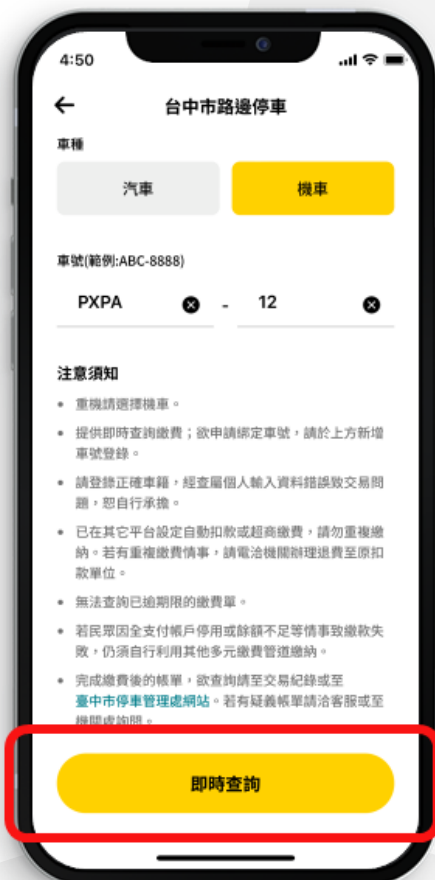 4:50
台中市路邊停車
車種
汽車
機車
車號(範例:ABC-8888)
PXPA - 12
注意須知
• 重機請選擇機車。
• 提供即時查詢繳費；欲申請綁定車號，請於上方新增
車號登錄。
• 請登錄正確車籍，經查屬個人輸入資料錯誤致交易問
題，恕自行承擔。
• 已在其它平台設定自動扣款或超商繳費，請勿重複繳
納。若有重複繳費情事，請電洽機關辦理退費至原扣
款單位。
• 無法查詢已逾期限的繳費單。
• 若民眾因全支付帳戶停用或餘額不足等情事致繳款失
敗，仍須自行利用其他多元繳費管道繳納。
• 完成繳費後的帳單，欲查詢請至交易紀錄或至
臺中市停車管理處網站。若有疑義帳單請洽客服或至
機關處詢問。
即時查詢